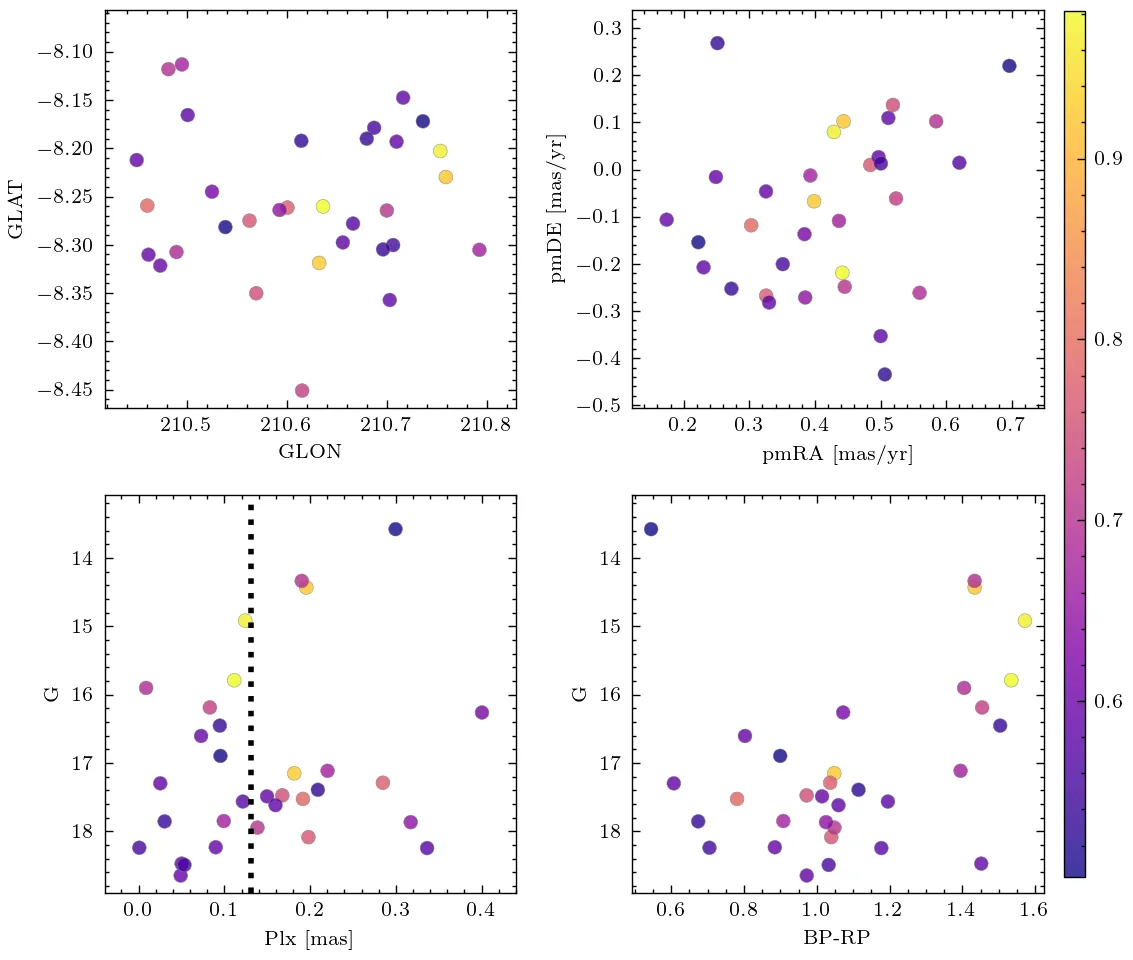 −8.10
−8.15
−8.20
−8.25
−8.30
−8.35
−8.40
−8.45
GLAT
210.5 210.6 210.7 210.8
GLON
0.3
0.2
0.1
0.0
−0.1
−0.2
−0.3
−0.4
−0.5
pmDE [mas/yr]
0.2 0.3 0.4 0.5 0.6 0.7
pmRA [mas/yr]
14
15
16
17
18
G
0.0 0.1 0.2 0.3 0.4
Plx [mas]
14
15
16
17
18
G
0.6 0.8 1.0 1.2 1.4 1.6
BP-RP
0.9
0.8
0.7
0.6